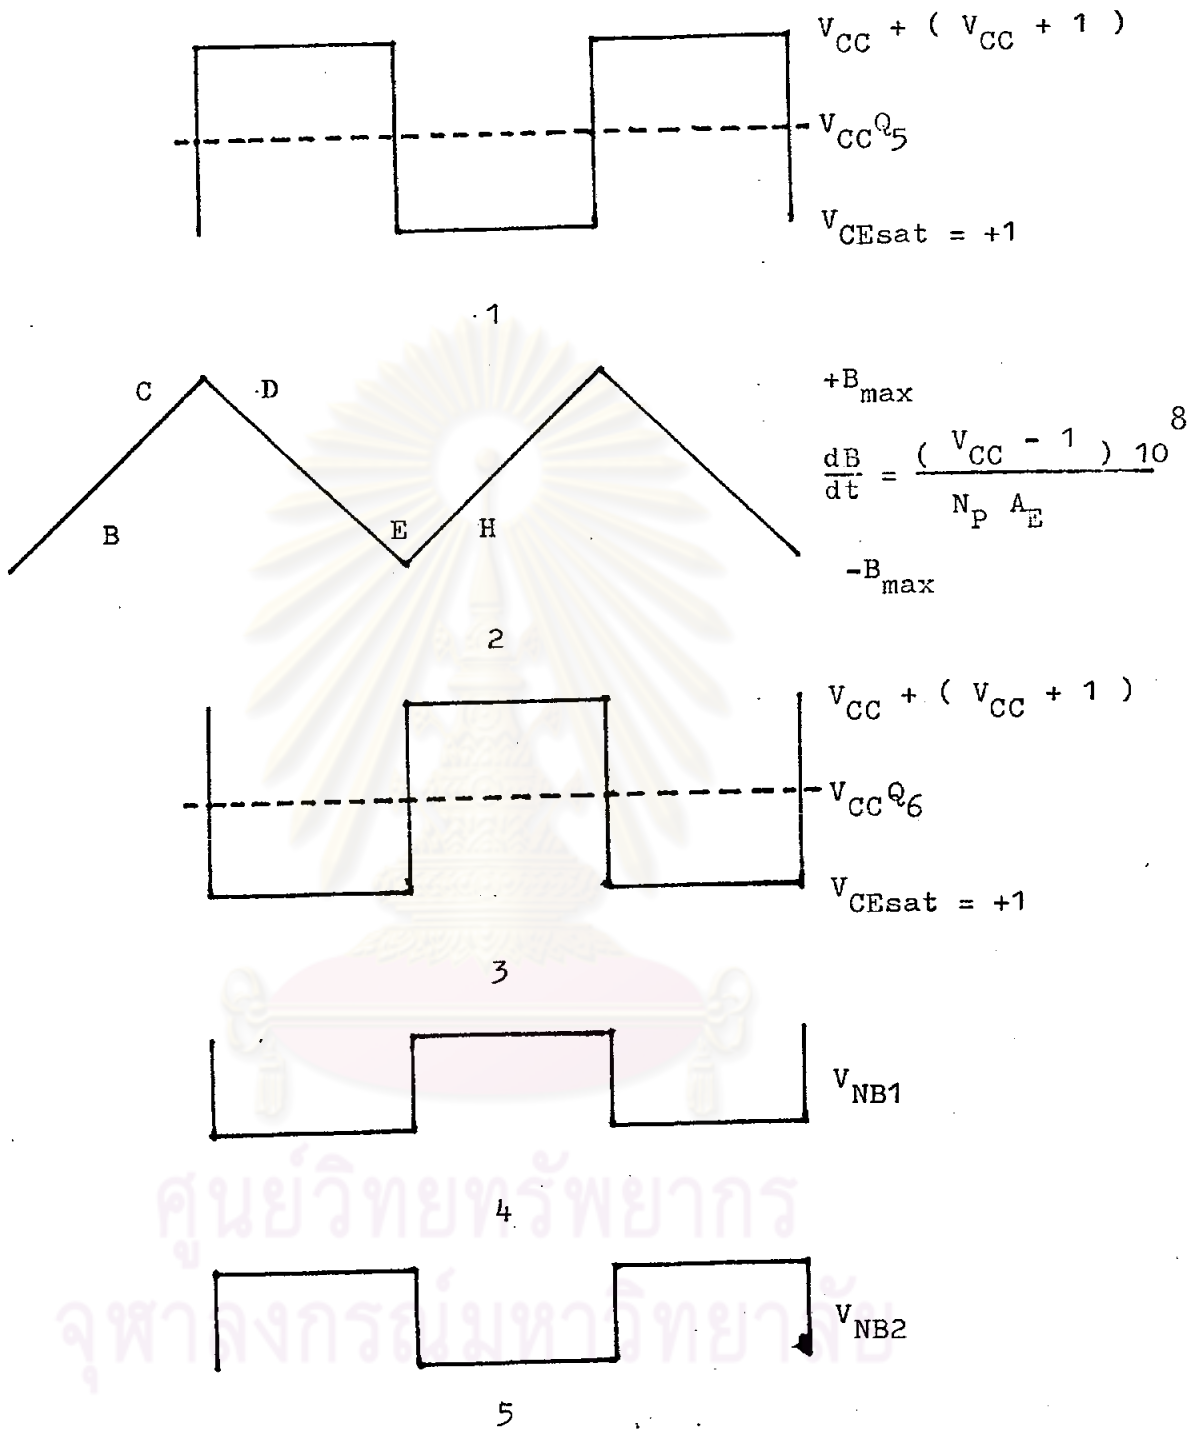 V_CC + ( V_CC + 1 )
V_CC Q_5
V_CEsat = +1
1
C
D
B
E
H
+B_max
dB/dt = ( V_CC - 1 ) 10^8 / N_P A_E
-B_max
2
V_CC + ( V_CC + 1 )
V_CC Q_6
V_CEsat = +1
3
V_NB1
4
V_NB2
5
ศูนย์วิทยทรัพยากร
จุฬาลงกรณ์มหาวิทยาลัย